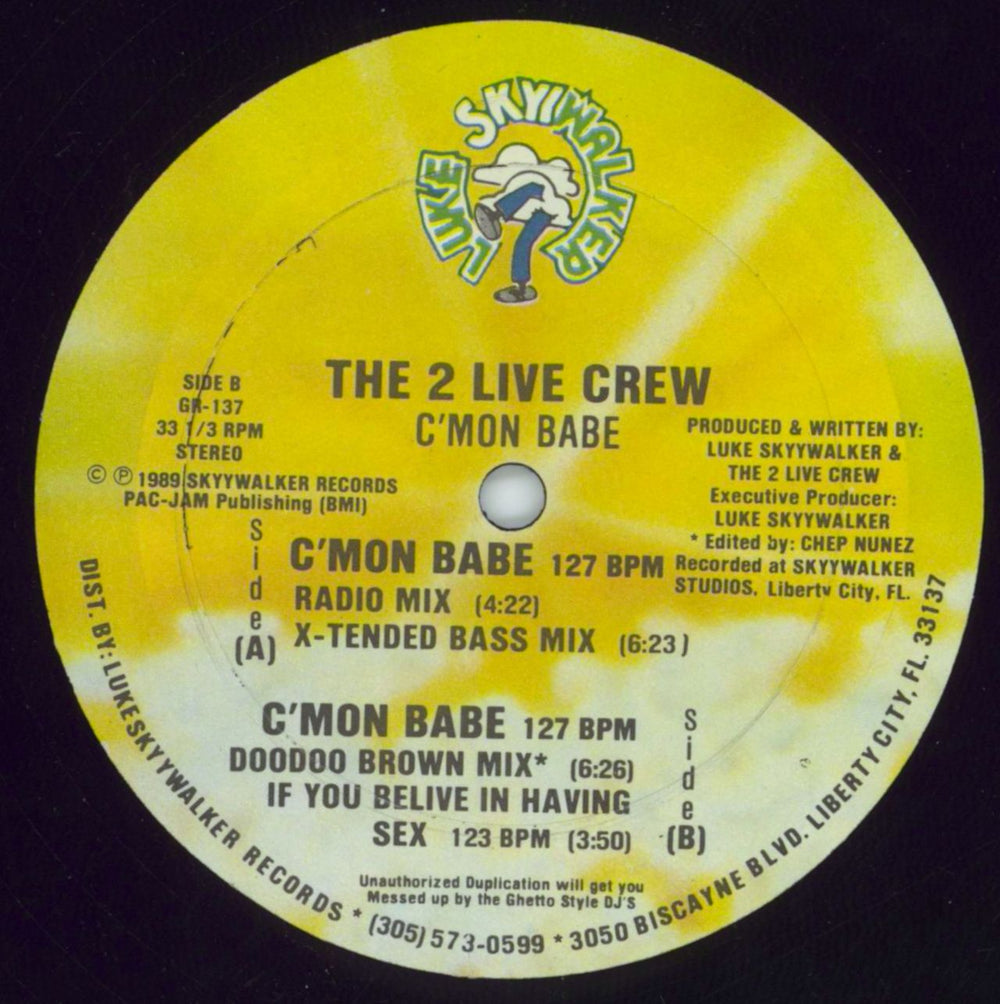 LUKE SKYYWALKER
THE 2 LIVE CREW
C'MON BABE
SIDE B
GR-137
33 1/3 RPM
STEREO
© ℗ 1989 SKYYWALKER RECORDS
PAC-JAM Publishing (BMI)
PRODUCED & WRITTEN BY:
LUKE SKYYWALKER &
THE 2 LIVE CREW
Executive Producer:
LUKE SKYYWALKER
* Edited by: CHEP NUNEZ
Recorded at SKYYWALKER
STUDIOS, Liberty City, FL.
Side (A)
C'MON BABE 127 BPM
RADIO MIX (4:22)
X-TENDED BASS MIX (6:23)
C'MON BABE 127 BPM
DOODOO BROWN MIX* (6:26)
IF YOU BELIVE IN HAVING
SEX 123 BPM (3:50)
Side (B)
Unauthorized Duplication will get you
Messed up by the Ghetto Style DJ'S
DIST. BY: LUKE SKYYWALKER RECORDS * (305) 573-0599 * 3050 BISCAYNE BLVD. LIBERTY CITY, FL. 33137